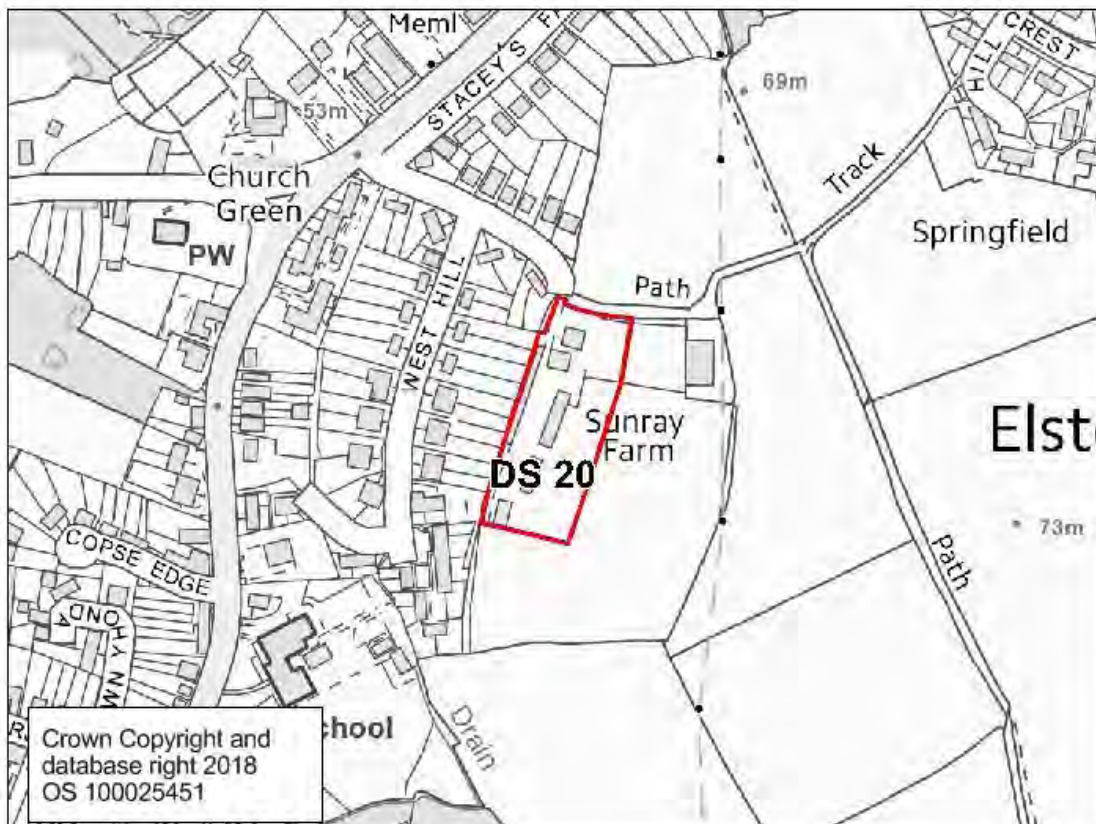 Meml
STACEY'S
CREST
HILL
69m
53m
Church
Green
Track
PW
Springfield
Path
WEST HILL
Sunray
Farm
DS 20
Elst
73m
Path
COPSE EDGE
chool
Drain
Crown Copyright and
database right 2018
OS 100025451